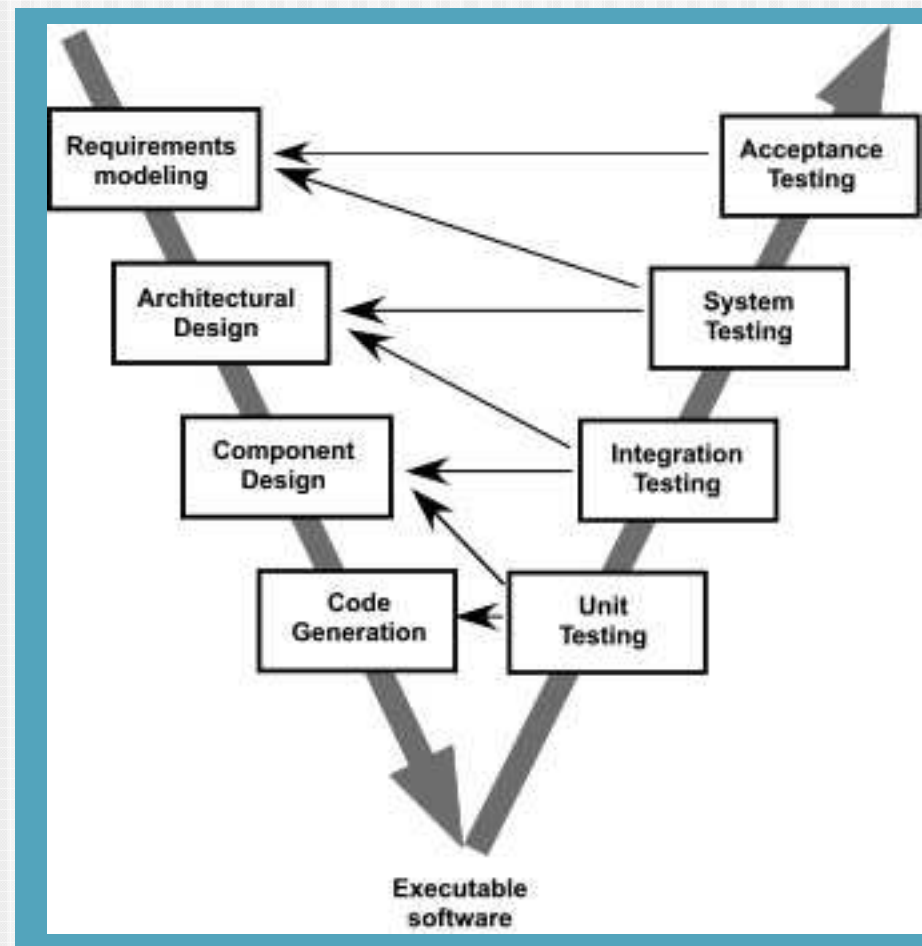 Requirements
modeling
Acceptance
Testing
Architectural
Design
System
Testing
Component
Design
Integration
Testing
Code
Generation
Unit
Testing
Executable
software